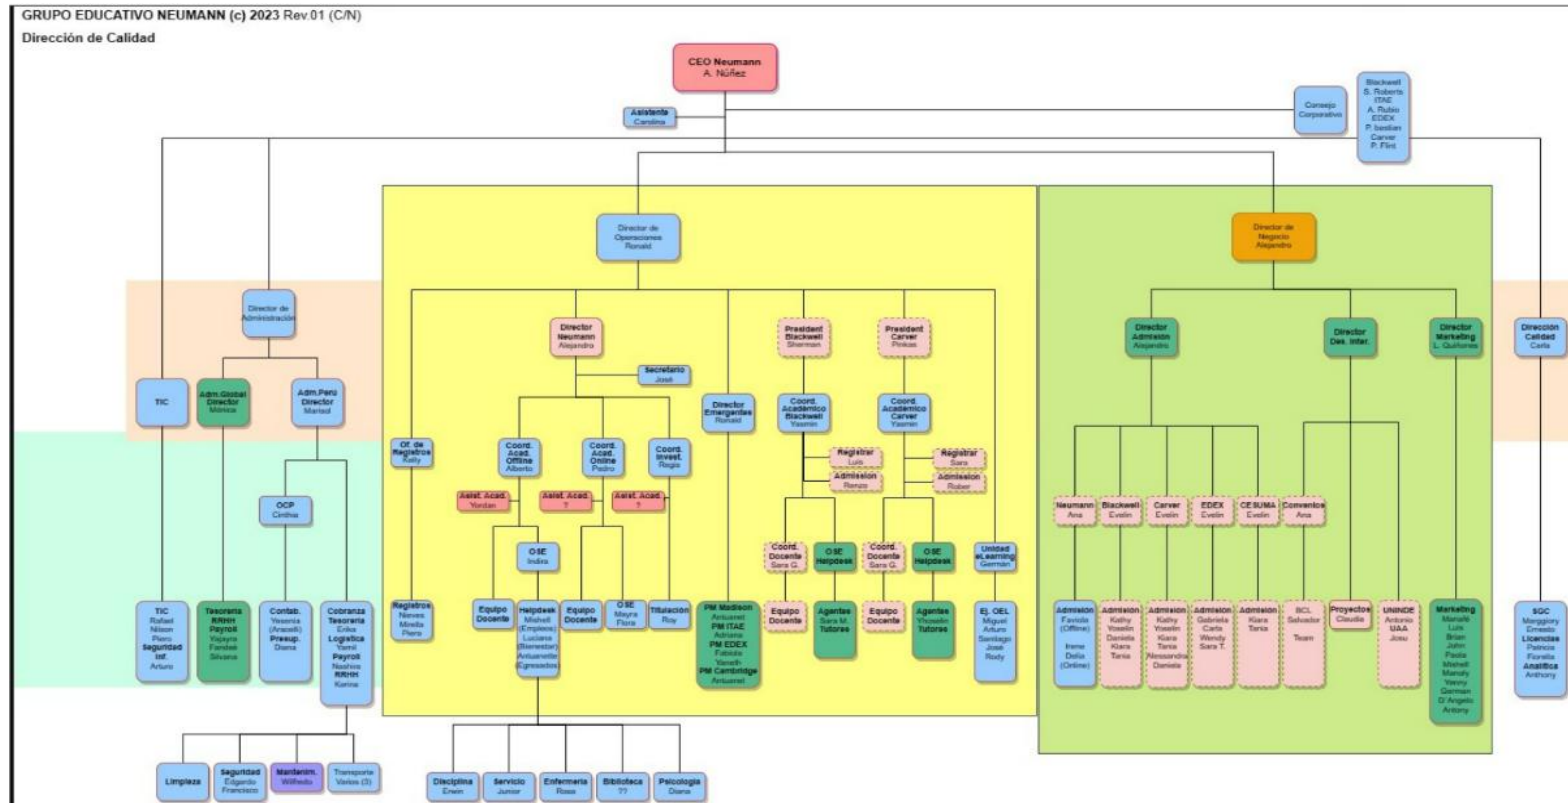 GRUPO EDUCATIVO NEUMANN (c) 2023 Rev.01 (C/N)
Dirección de Calidad
CEO Neumann
A. Núñez
Asistente
Carolina
Consejo
Corporativo
Blackwell
S. Roberts
ITAE
A. Rubio
EDEX
P. bastian
Carver
P. Flint
Director de
Operaciones
Ronald
Director de
Negocio
Alejandro
Director de
Administración
Director
Neumann
Alejandro
President
Blackwell
Sherman
President
Carver
Pinkas
Director
Admisión
Alejandro
Director
Des. Inter.
Director
Marketing
L. Quiñones
Dirección
Calidad
Carla
Secretario
José
TIC
Adm.Global
Director
Mónica
Adm.Perú
Director
Marisol
Director
Emergentes
Ronald
Coord.
Académico
Blackwell
Yasmin
Coord.
Académico
Carver
Yasmin
Of. de
Registros
Kelly
Coord.
Acad.
Offline
Alberto
Coord.
Acad.
Online
Pedro
Coord.
Invest.
Regis
Registrar
Luis
Admission
Renzo
Registrar
Sara
Admission
Ruber
Asist. Acad.
Yordan
Asist. Acad.
?
Asist. Acad.
?
OCP
Cinthia
Neumann
Ana
Blackwell
Evelin
Carver
Evelin
EDEX
Evelin
CESUMA
Evelin
Convenios
Ana
OSE
Indira
Coord.
Docente
Sara G.
OSE
Helpdesk
Coord.
Docente
Sara G.
OSE
Helpdesk
Unidad
eLearning
Germán
TIC
Rafael
Nilson
Piero
Seguridad
Inf.
Arturo
Tesorería
RRHH
Payroll
Yajayra
Silvana
Contab.
Yesenia
(Araceli)
Presup.
Diana
Cobranza
Tesorería
Erika
Logística
Yamil
Payroll
Nashira
RRHH
Karina
Registros
Nieves
Mirella
Piero
Equipo
Docente
Helpdesk
Mishell
(Empleos)
Luciana
(Bienestar)
Antuanette
(Egresados)
Equipo
Docente
OSE
Mayra
Flora
Titulación
Roy
PM Madison
Antuanet
PM ITAE
Adriana
PM EDEX
Fabiola
Yaneth
PM Cambridge
Antuanet
Equipo
Docente
Agentes
Sara M.
Tutores
Equipo
Docente
Agentes
Yhoselin
Tutores
Ej. OEL
Miguel
Arturo
Santiago
José
Rody
Admisión
Faviola
(Offline)
Irene
Delia
(Online)
Admisión
Kathy
Yoselin
Daniela
Kiara
Tania
Admisión
Kathy
Yoselin
Kiara
Tania
Alessandra
Daniela
Admisión
Gabriela
Carla
Wendy
Sara T.
Admisión
Kiara
Tania
BCL
Salvador
Team
Proyectos
Claudia
UNINDE
Antonio
UAA
Josu
Marketing
Luis
Brian
John
Paola
Mishell
Yenny
German
D'Angelo
Antony
SGC
Marggiory
Ernesto
Licencias
Patricia
Fiorella
Analítica
Anthony
Limpieza
Seguridad
Edgardo
Francisco
Mantenim.
Wilfredo
Transporte
Varios (3)
Disciplina
Erwin
Servicio
Junior
Enfermería
Rosa
Biblioteca
??
Psicología
Diana